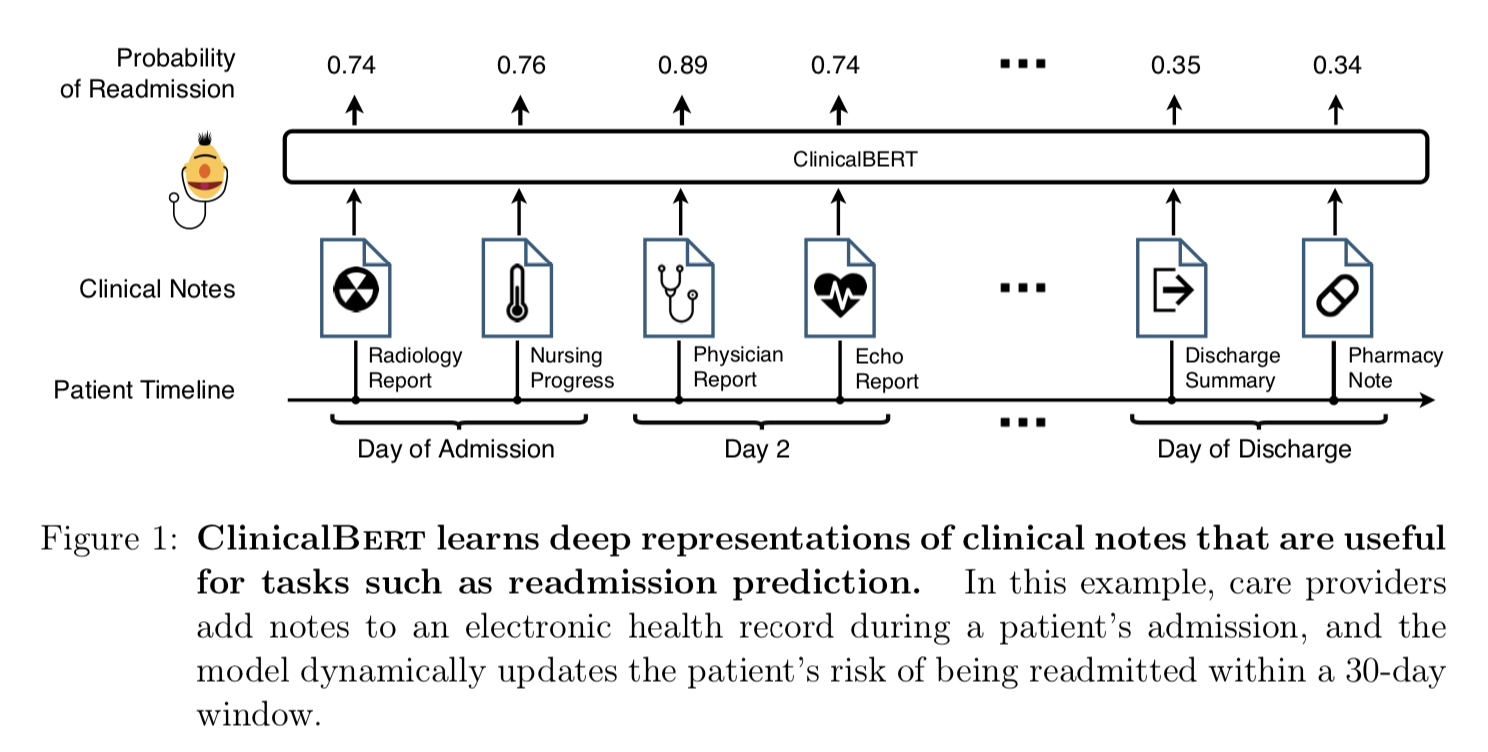 Probability
of Readmission
0.74 0.76 0.89 0.74 ▪▪▪ 0.35 0.34
ClinicalBERT
Clinical Notes
▪▪▪
Patient Timeline
Radiology
Report
Nursing
Progress
Physician
Report
Echo
Report
Discharge
Summary
Pharmacy
Note
▪▪▪
Day of Admission
Day 2
Day of Discharge
Figure 1: ClinicalBERT learns deep representations of clinical notes that are useful
for tasks such as readmission prediction. In this example, care providers
add notes to an electronic health record during a patient's admission, and the
model dynamically updates the patient's risk of being readmitted within a 30-day
window.